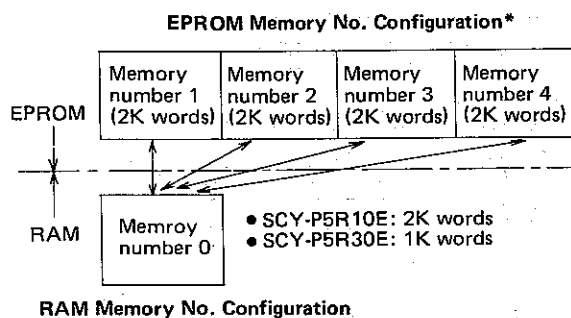 EPROM Memory No. Configuration*
Memory
number 1
(2K words)
Memory
number 2
(2K words)
Memory
number 3
(2K words)
Memory
number 4
(2K words)
EPROM
RAM
Memroy
number 0
● SCY-P5R10E: 2K words
● SCY-P5R30E: 1K words
RAM Memory No. Configuration